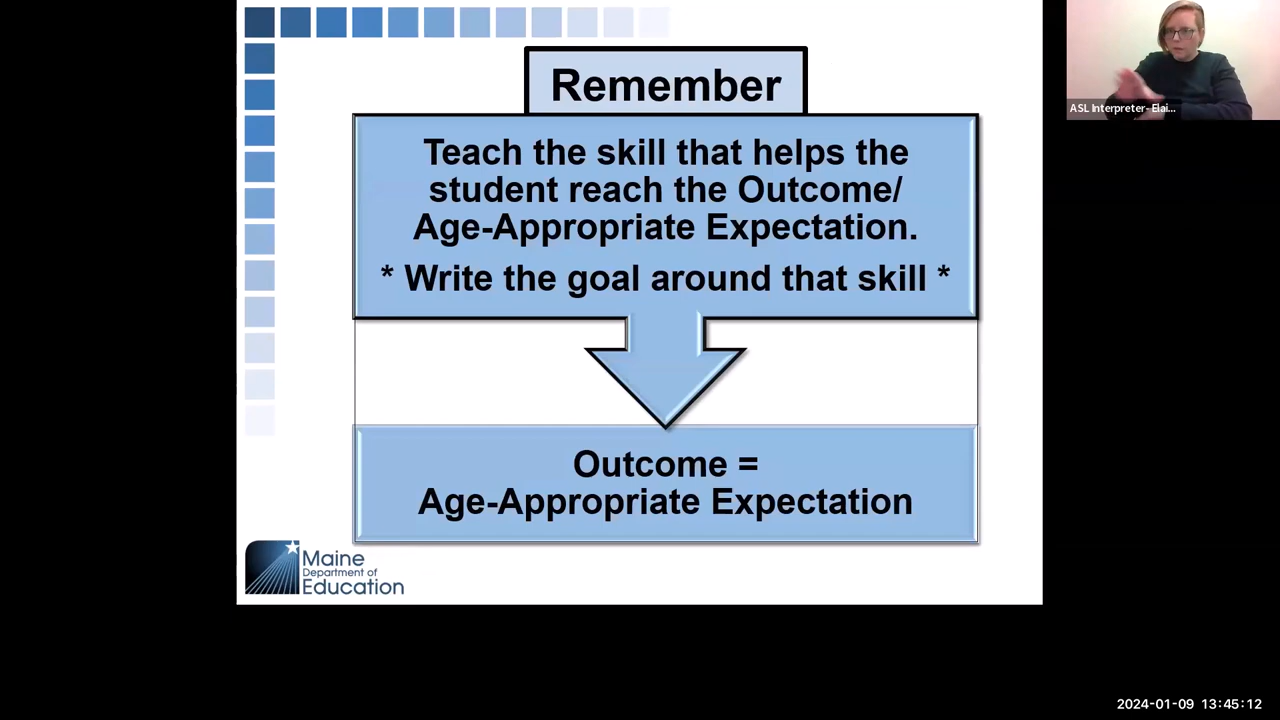 Remember
Teach the skill that helps the
student reach the Outcome/
Age-Appropriate Expectation.
* Write the goal around that skill *
Outcome =
Age-Appropriate Expectation
Maine
Department of
Education
ASL Interpreter- Elai...
2024-01-09 13:45:12